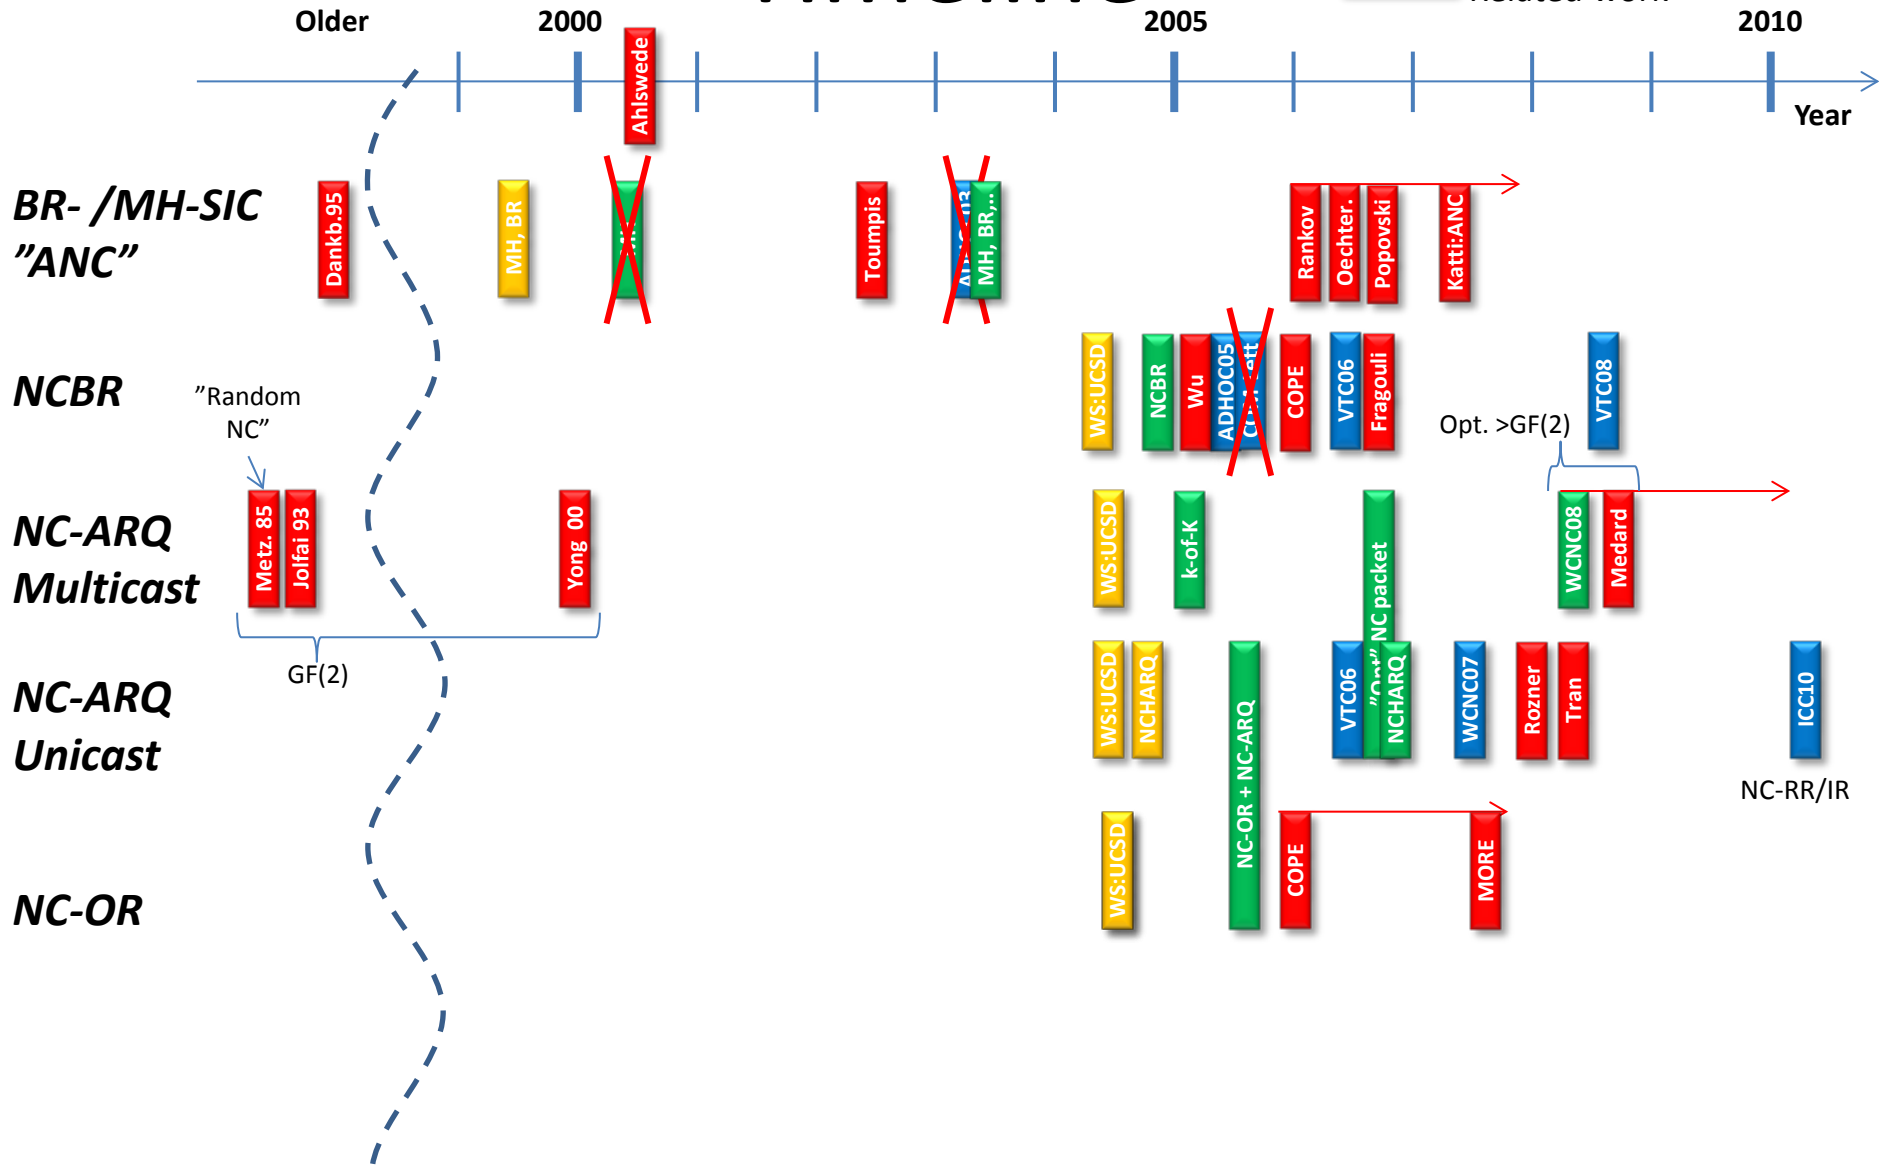 Older
2000
2005
2010
Year
Ahlswede
BR- /MH-SIC
”ANC”
Dankb.95
MH, BR
Toumpis
MH, BR,...
Rankov
Oechter.
Popovski
Katti:ANC
NCBR
WS:UCSD
NCBR
Wu
ADHOC05
COPE
VTC06
Fragouli
VTC08
”Random
NC”
Opt. >GF(2)
NC-ARQ
Multicast
Metz. 85
Jolfai 93
Yong 00
WS:UCSD
k-of-K
NC packet
WCNC08
Medard
GF(2)
NC-ARQ
Unicast
WS:UCSD
NCHARQ
NC-OR + NC-ARQ
VTC06
NCHARQ
WCNC07
Rozner
Tran
ICC10
NC-RR/IR
NC-OR
WS:UCSD
COPE
MORE